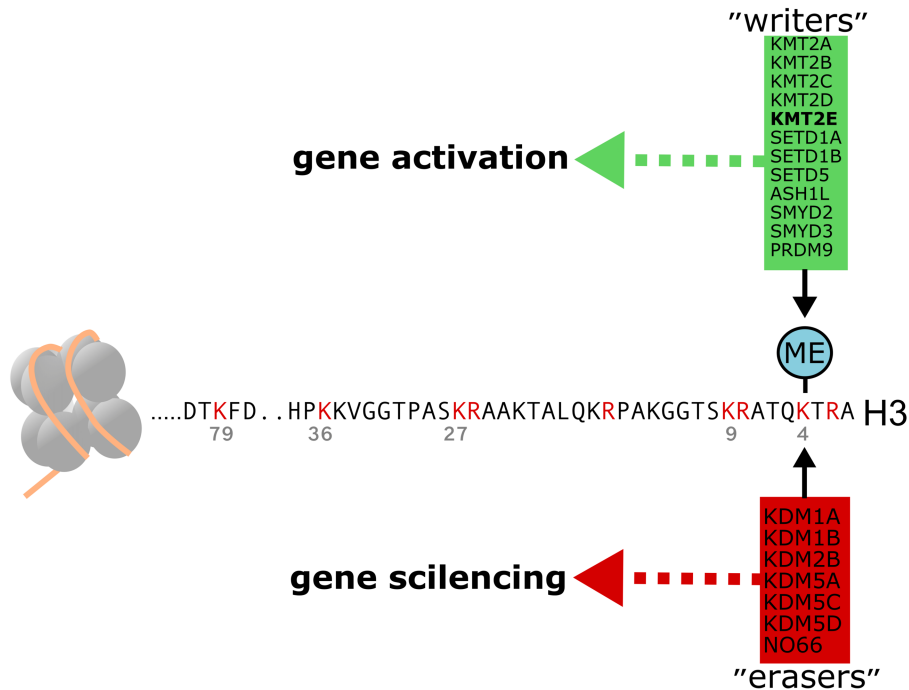 ”writers”
KMT2A
KMT2B
KMT2C
KMT2D
KMT2E
SETD1A
SETD1B
SETD5
ASH1L
SMYD2
SMYD3
PRDM9
gene activation
ME
.....DTKFD..HPKKVGGTPASKRAAKTALQKRPAKGGTSKRATQKTRA H3
79 36 27 9 4
KDM1A
KDM1B
KDM2B
KDM5A
KDM5C
KDM5D
NO66
gene scilencing
”erasers”